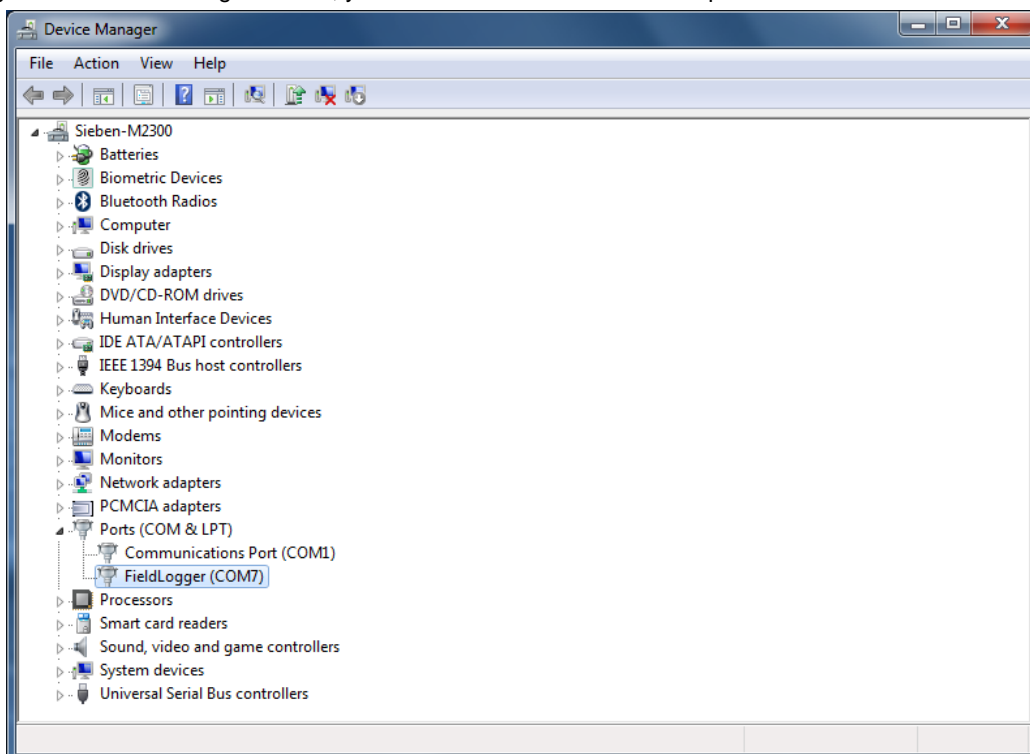 Device Manager
File Action View Help
Sieben-M2300
Batteries
Biometric Devices
Bluetooth Radios
Computer
Disk drives
Display adapters
DVD/CD-ROM drives
Human Interface Devices
IDE ATA/ATAPI controllers
IEEE 1394 Bus host controllers
Keyboards
Mice and other pointing devices
Modems
Monitors
Network adapters
PCMCIA adapters
Ports (COM & LPT)
Communications Port (COM1)
FieldLogger (COM7)
Processors
Smart card readers
Sound, video and game controllers
System devices
Universal Serial Bus controllers